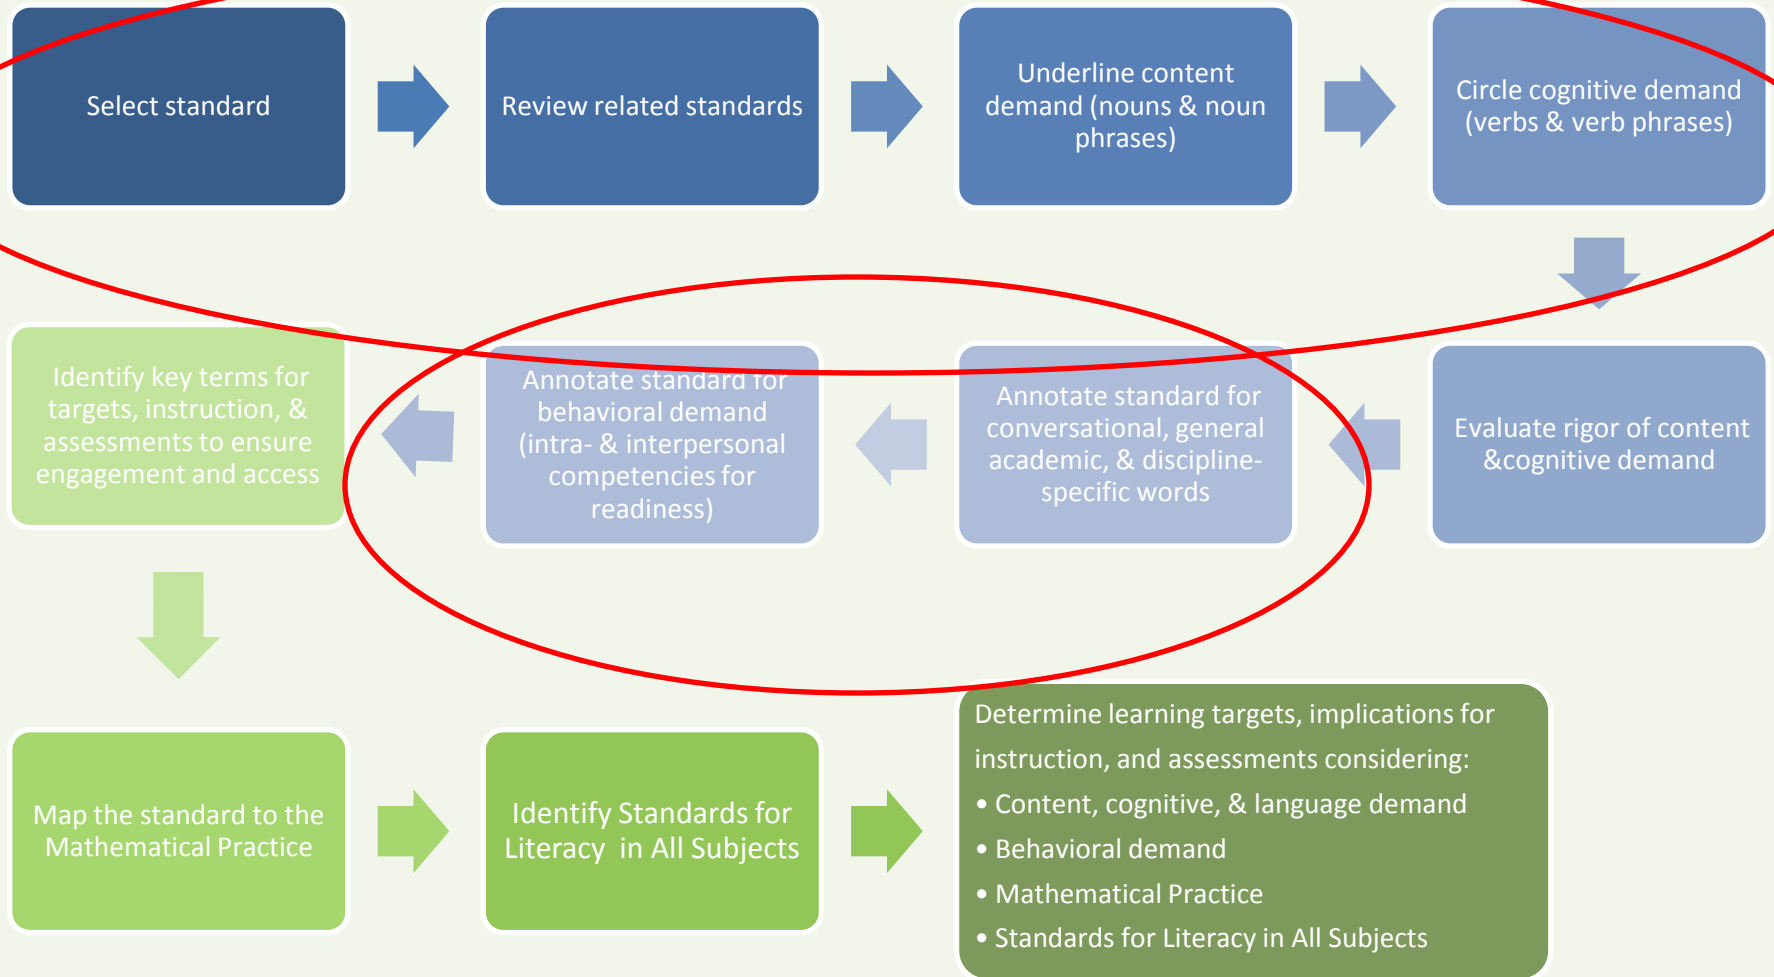 Select standard
Review related standards
Underline content
demand (nouns & noun
phrases)
Circle cognitive demand
(verbs & verb phrases)
Evaluate rigor of content
&cognitive demand
Annotate standard for
conversational, general
academic, & discipline-
specific words
Annotate standard for
behavioral demand
(intra- & interpersonal
competencies for
readiness)
Identify key terms for
targets, instruction, &
assessments to ensure
engagement and access
Map the standard to the
Mathematical Practice
Identify Standards for
Literacy in All Subjects
Determine learning targets, implications for
instruction, and assessments considering:
• Content, cognitive, & language demand
• Behavioral demand
• Mathematical Practice
• Standards for Literacy in All Subjects